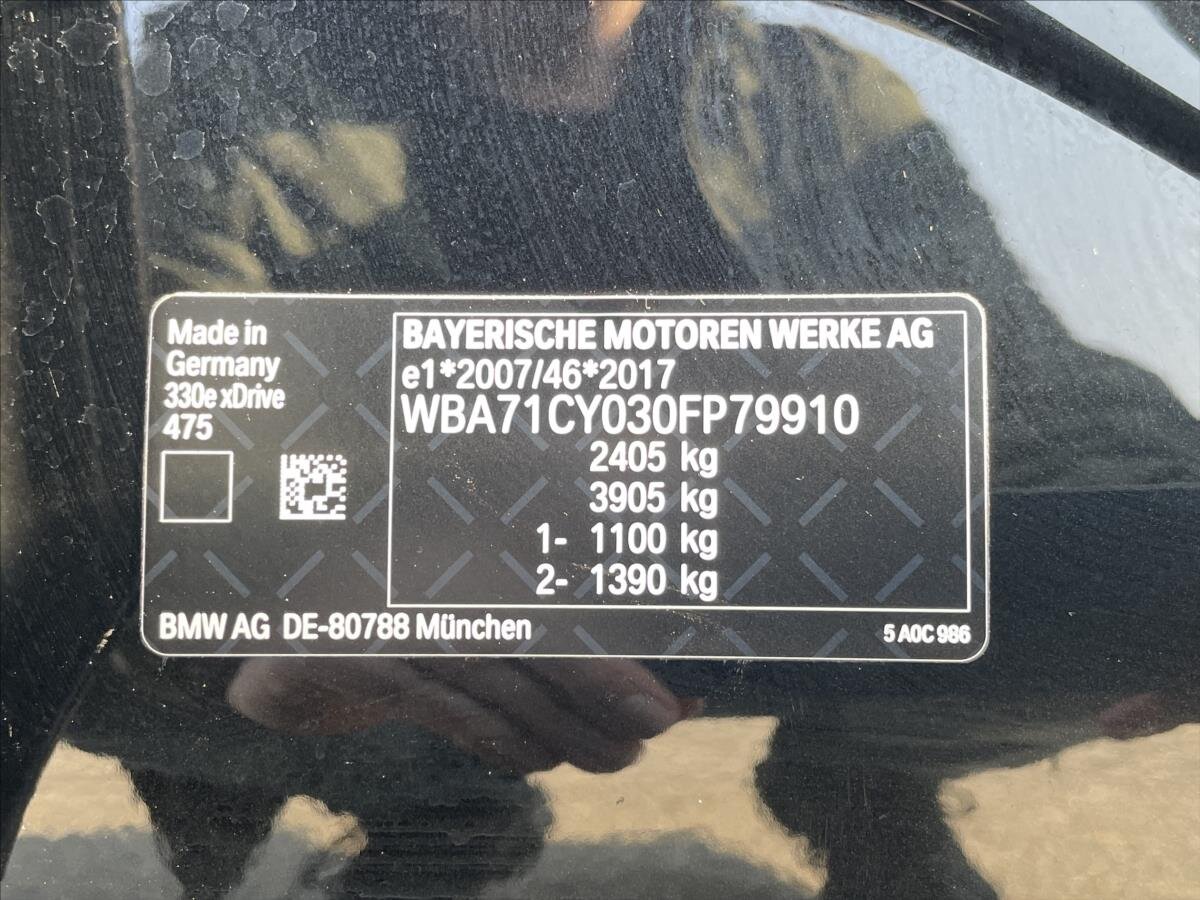 Made in
Germany
330e xDrive
475
BAYERISCHE MOTOREN WERKE AG
e1*2007/46*2017
WBA71CY030FP79910
2405 kg
3905 kg
1- 1100 kg
2- 1390 kg
BMW AG DE-80788 München
5 A0C 986